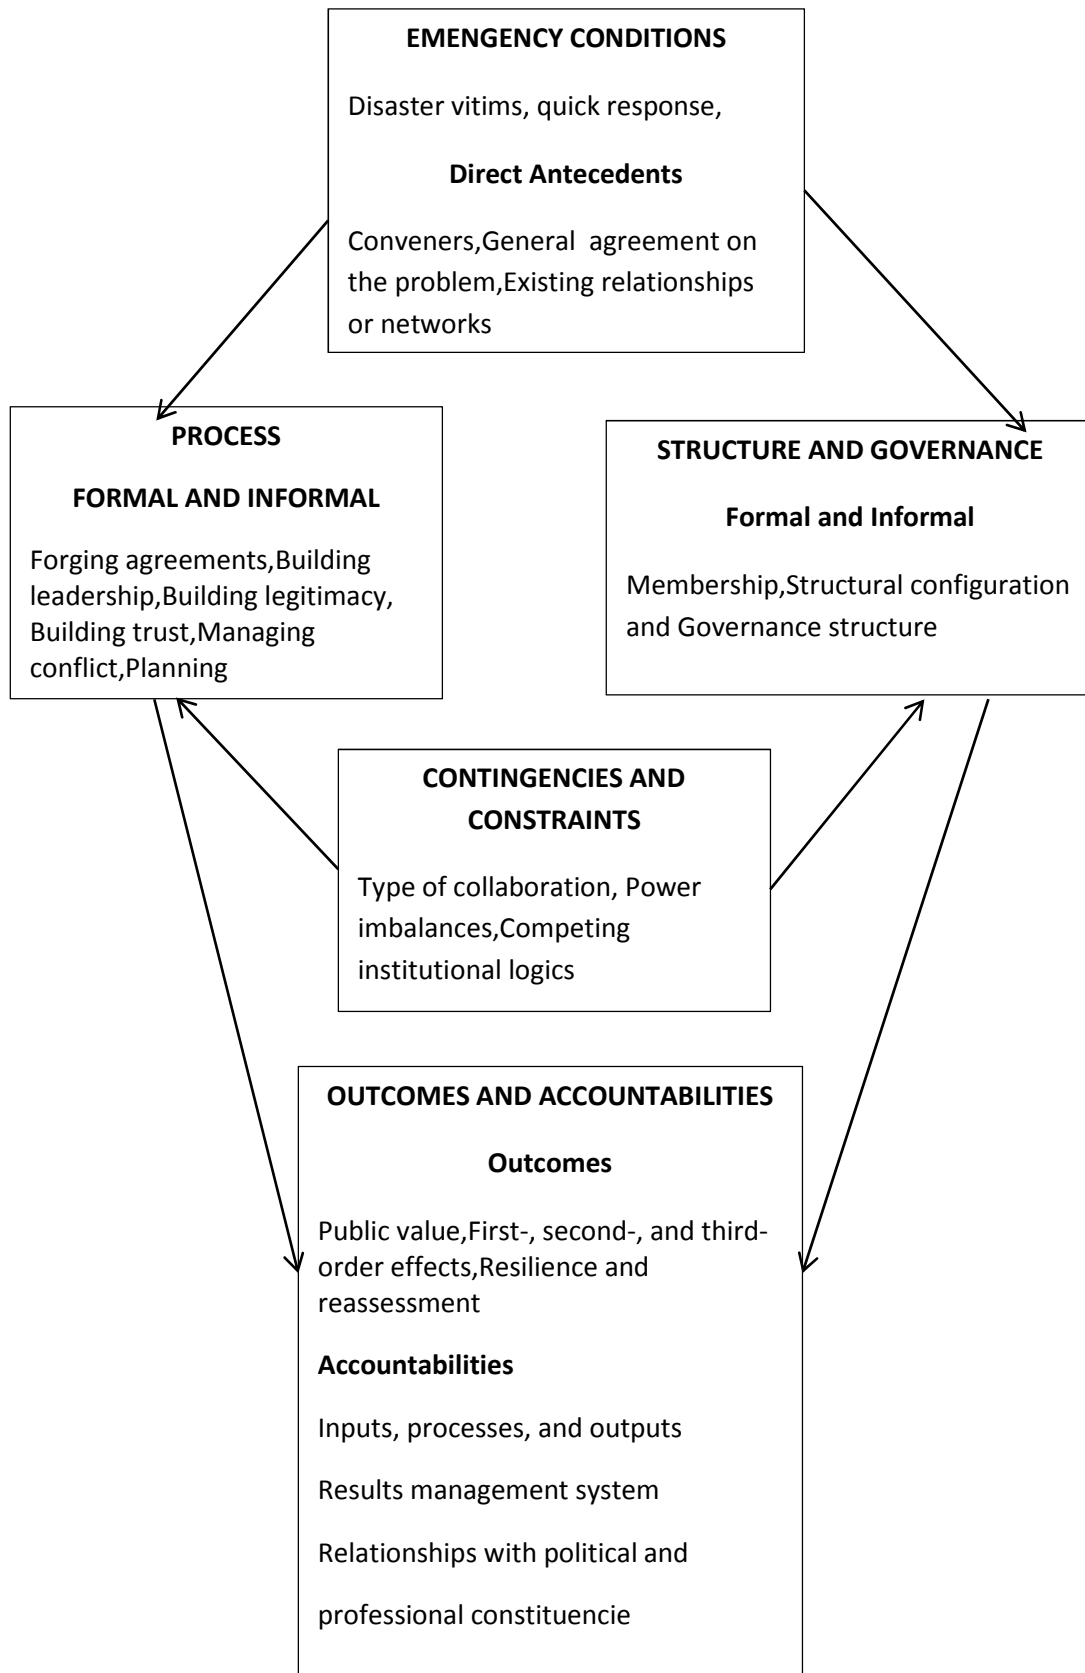 EMENGENCY CONDITIONS
Disaster vitims, quick response,
Direct Antecedents
Conveners,General  agreement on
the problem,Existing relationships
or networks
PROCESS
FORMAL AND INFORMAL
Forging agreements,Building
leadership,Building legitimacy,
Building trust,Managing
conflict,Planning
STRUCTURE AND GOVERNANCE
Formal and Informal
Membership,Structural configuration
and Governance structure
CONTINGENCIES AND
CONSTRAINTS
Type of collaboration, Power
imbalances,Competing
institutional logics
OUTCOMES AND ACCOUNTABILITIES
Outcomes
Public value,First-, second-, and third-
order effects,Resilience and
reassessment
Accountabilities
Inputs, processes, and outputs
Results management system
Relationships with political and
professional constituencie